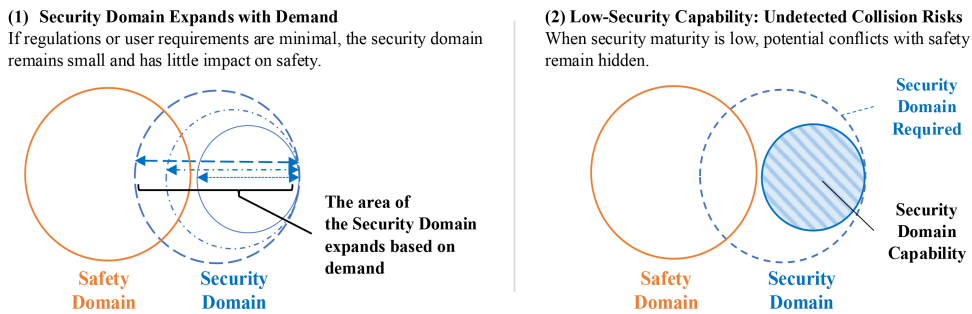 (1) Security Domain Expands with Demand
If regulations or user requirements are minimal, the security domain
remains small and has little impact on safety.
The area of
the Security Domain
expands based on
demand
Safety
Domain
Security
Domain
(2) Low-Security Capability: Undetected Collision Risks
When security maturity is low, potential conflicts with safety
remain hidden.
Security
Domain
Required
Security
Domain
Capability
Safety
Domain
Security
Domain